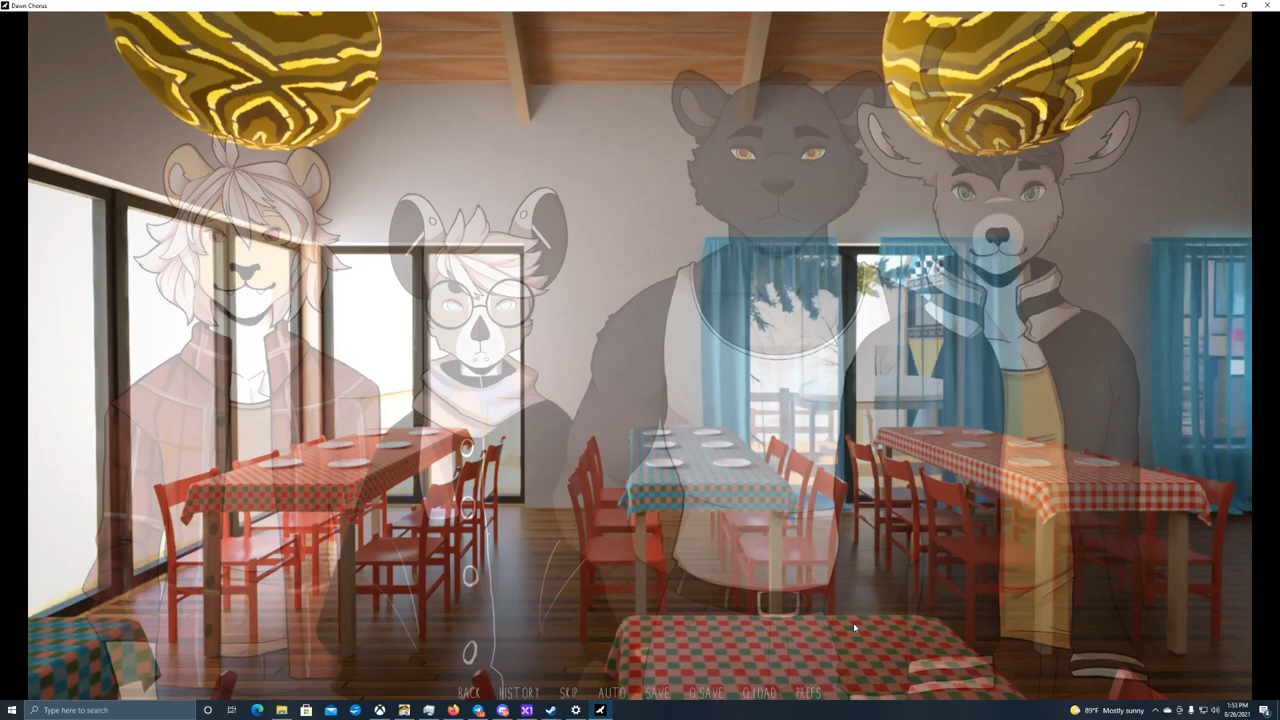 Dawn Chorus
BACK HISTORY SKIP AUTO SAVE Q.SAVE Q.LOAD PREFS
Type here to search
89°F Mostly sunny
1:53 PM
8/26/2021